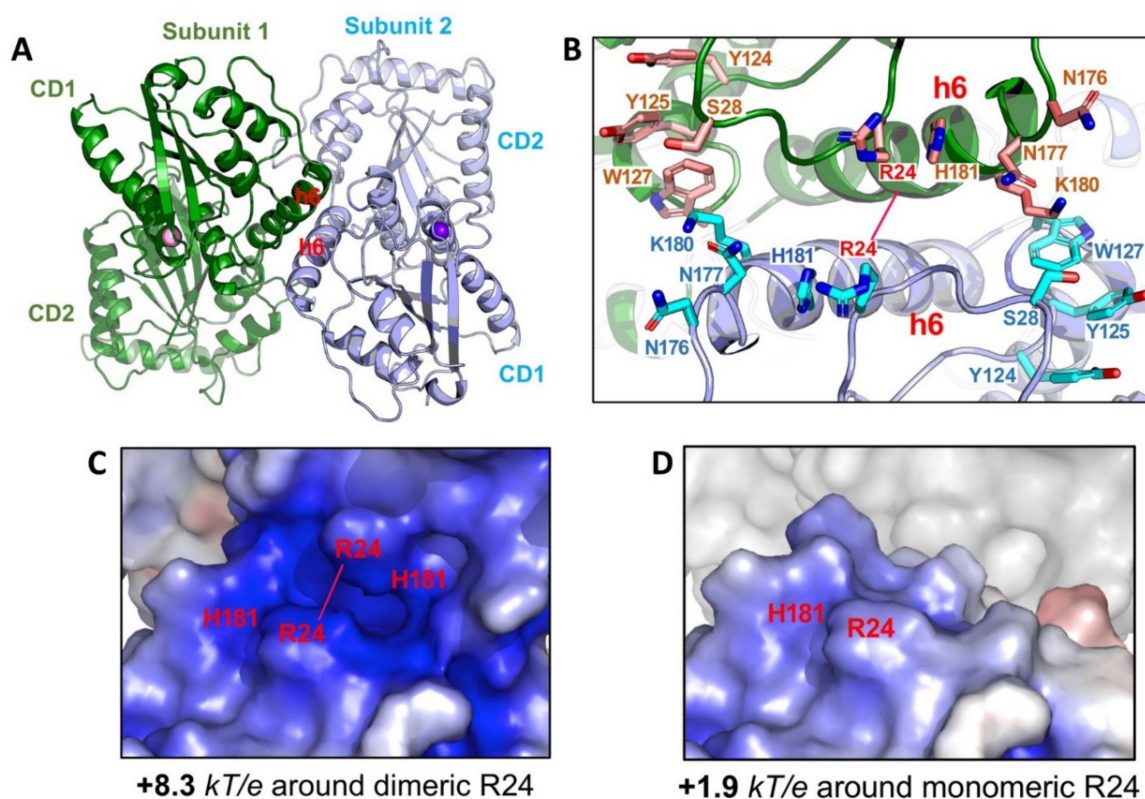 A
Subunit 1
Subunit 2
CD1
CD2
h6
h6
CD2
CD1
B
Y124
N176
h6
Y125
S28
N177
R24
H181
K180
W127
K180
R24
H181
W127
N177
h6
S28
Y125
N176
Y124
C
R24
H181
H181
R24
+8.3 kT/e around dimeric R24
D
H181
R24
+1.9 kT/e around monomeric R24